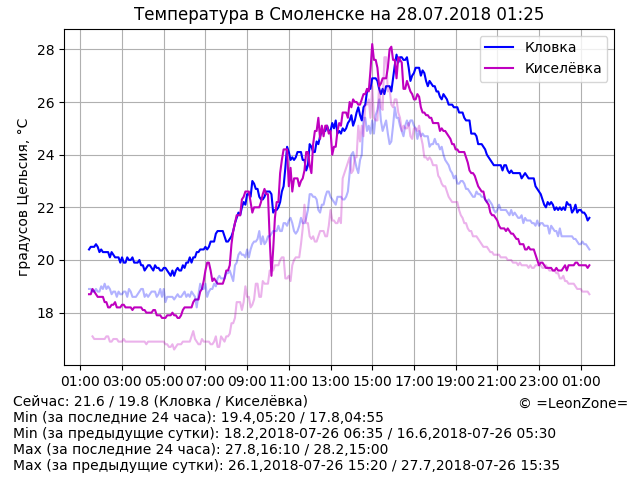 Температура в Смоленске на 28.07.2018 01:25
Кловка
Киселёвка
градусов Цельсия, °C
28
26
24
22
20
18
01:00 03:00 05:00 07:00 09:00 11:00 13:00 15:00 17:00 19:00 21:00 23:00 01:00
Сейчас: 21.6 / 19.8 (Кловка / Киселёвка)
© =LeonZone=
Min (за последние 24 часа): 19.4,05:20 / 17.8,04:55
Min (за предыдущие сутки): 18.2,2018-07-26 06:35 / 16.6,2018-07-26 05:30
Max (за последние 24 часа): 27.8,16:10 / 28.2,15:00
Max (за предыдущие сутки): 26.1,2018-07-26 15:20 / 27.7,2018-07-26 15:35